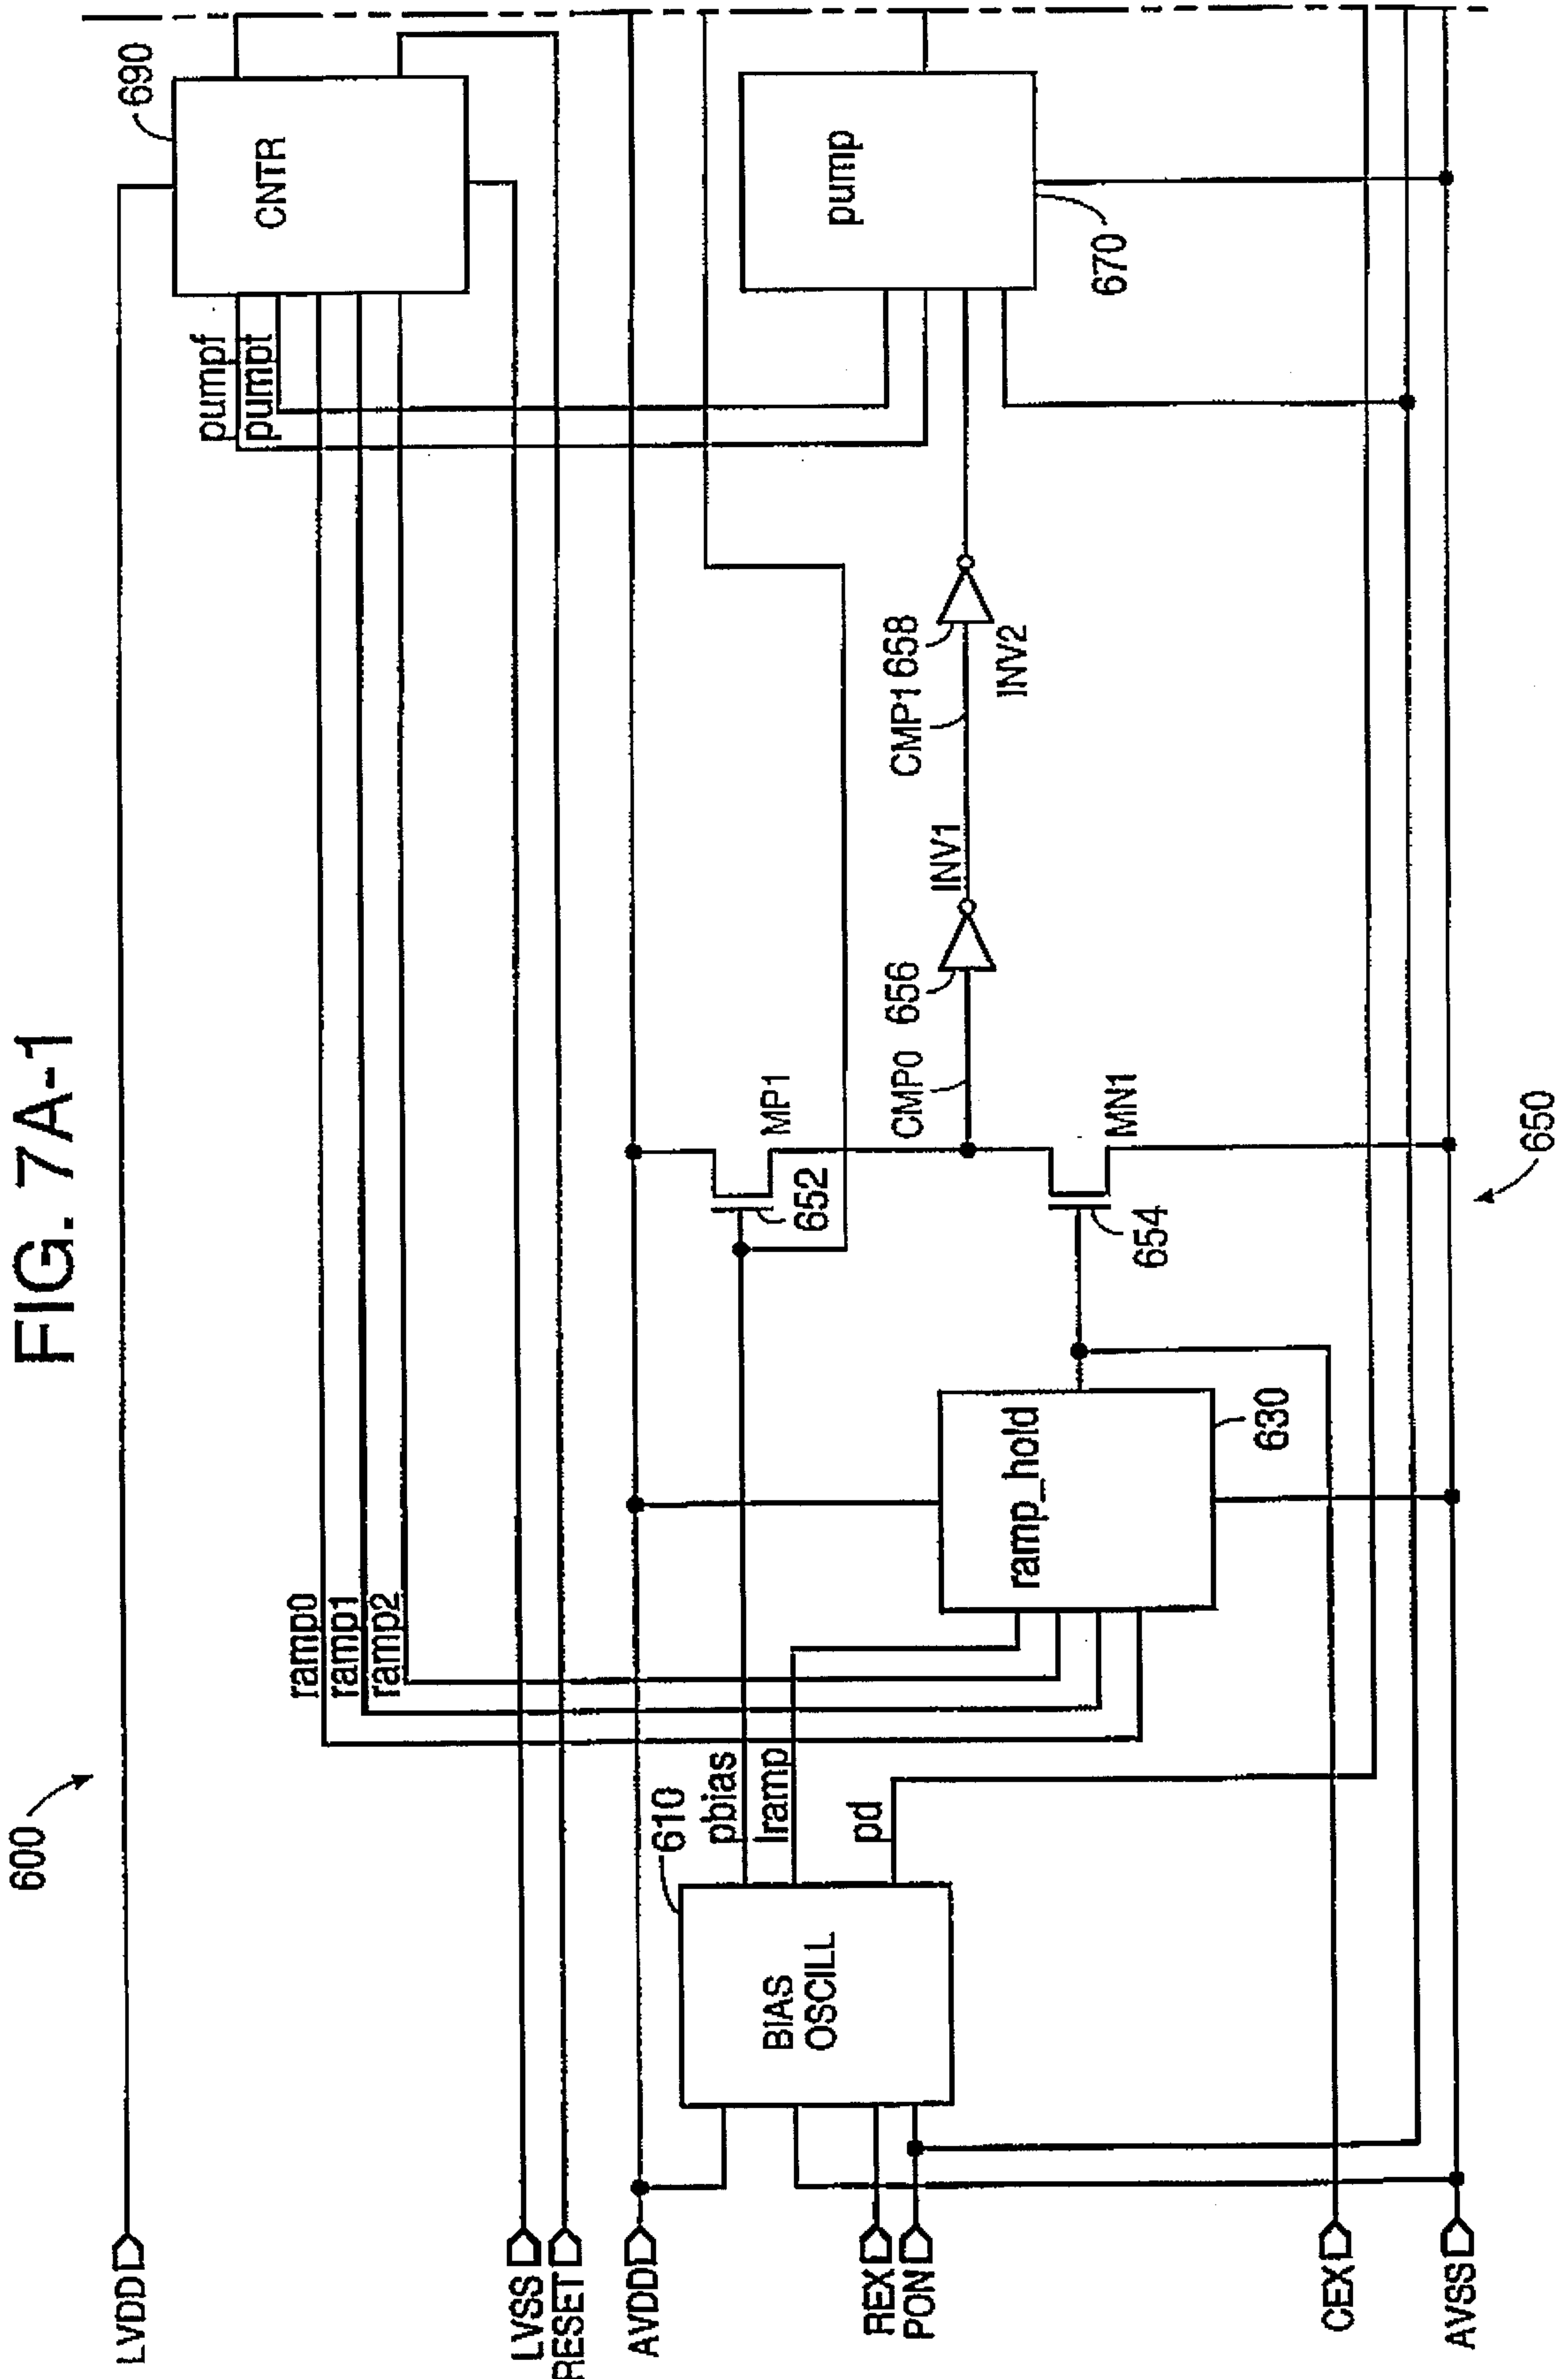 FIG. 7A-1
600
LVDD
LVSS
RESET
AVDD
REX
PON
CEX
AVSS
610
BIAS
OSCILL
pbias
Iramp
pd
ramp0
ramp1
ramp2
ramp_hold
630
652
MP1
654
MN1
650
CMP0
656
INV1
CMP1
658
INV2
pumpf
pumpt
CNTR
690
pump
670